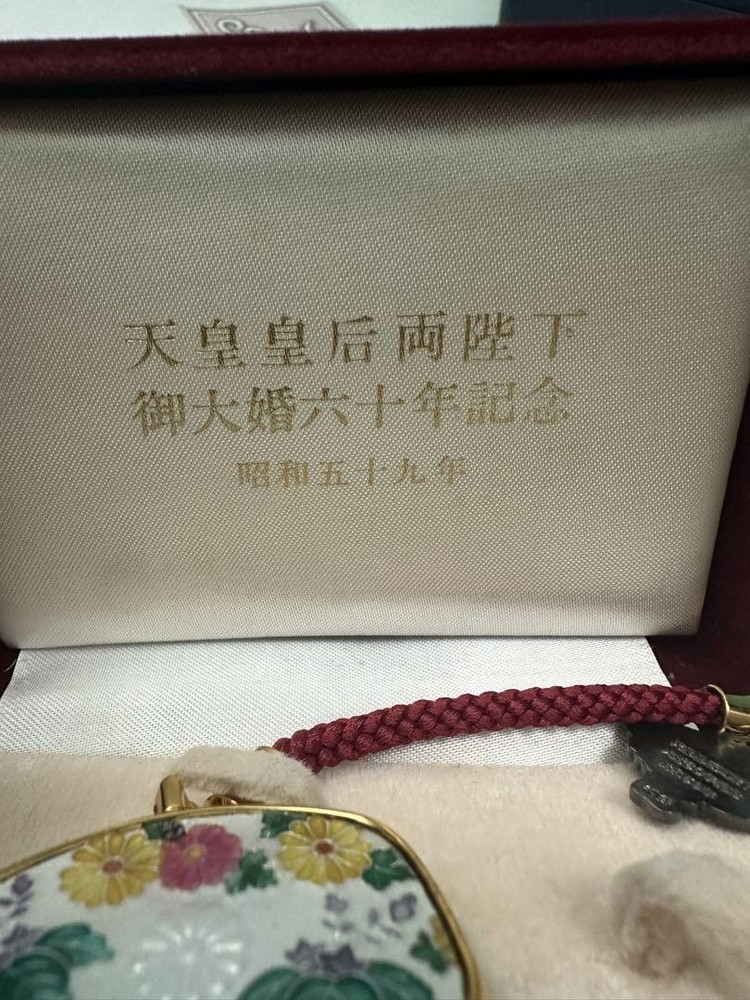 天皇皇后両陛下
御大婚六十年記念
昭和五十九年